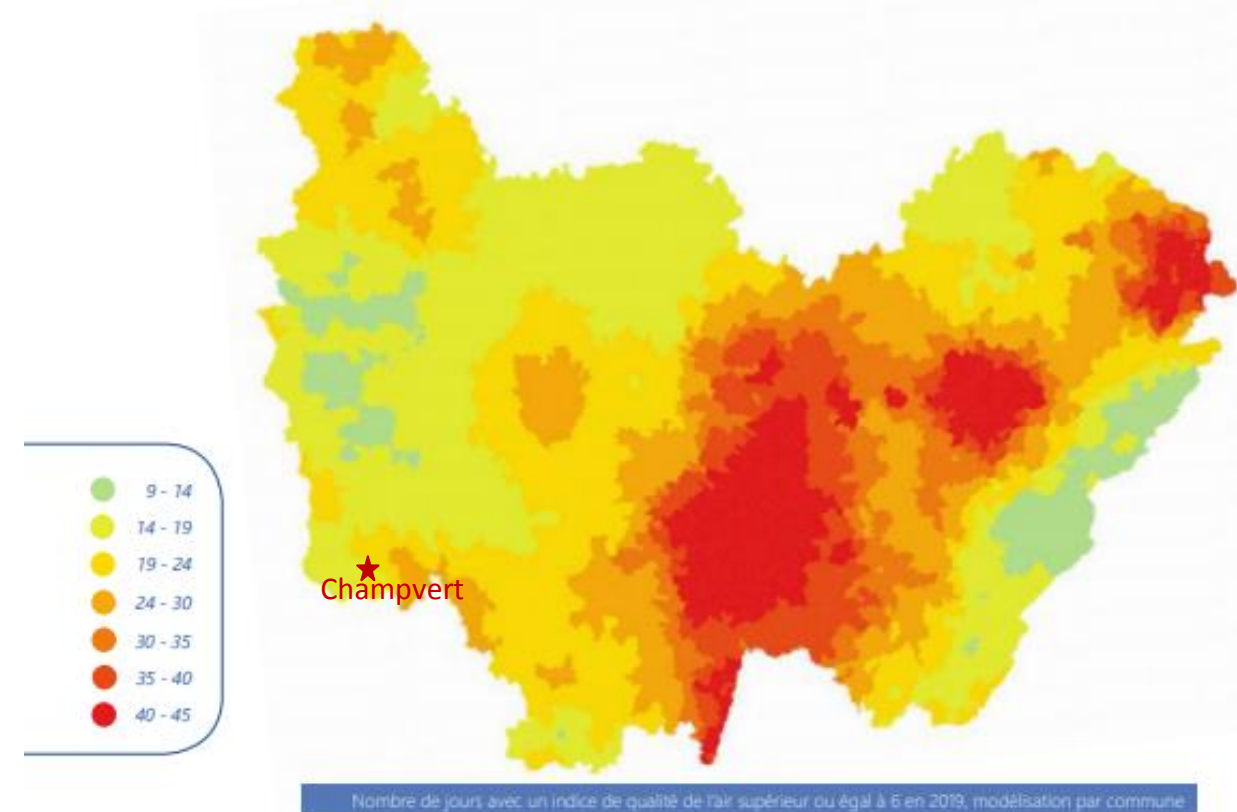 9 - 14
14 - 19
19 - 24
24 - 30
30 - 35
35 - 40
40 - 45
Champvert
Nombre de jours avec un indice de qualité de l'air supérieur ou égal à 6 en 2019, modélisation par commune